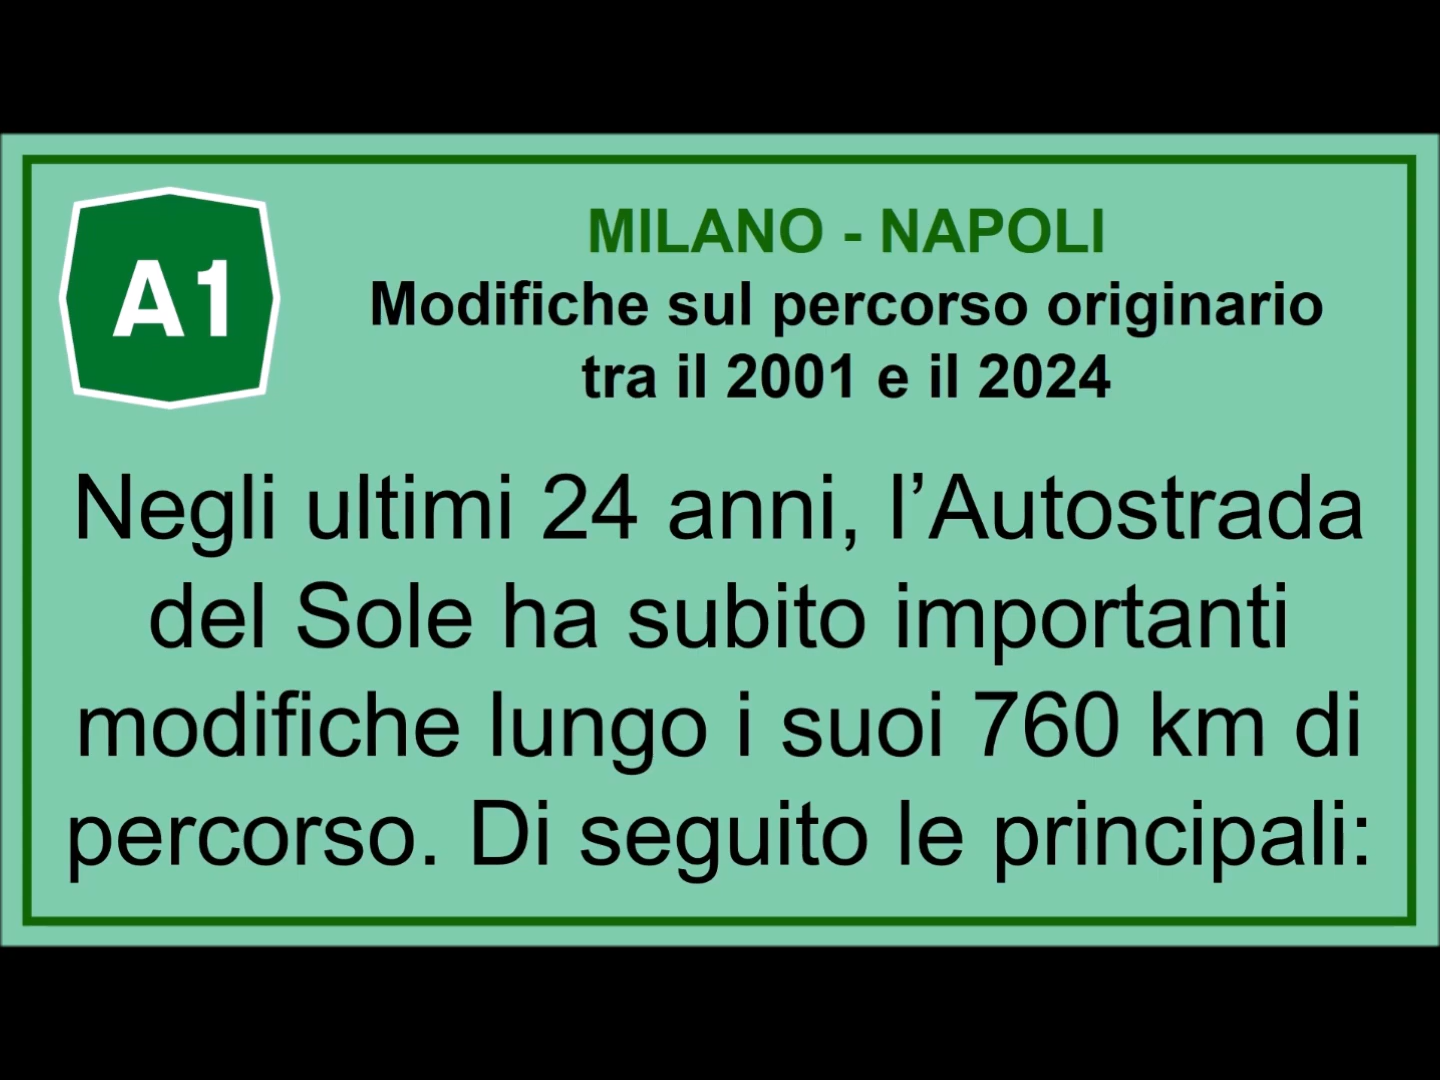 A1
MILANO - NAPOLI
Modifiche sul percorso originario
tra il 2001 e il 2024
Negli ultimi 24 anni, l’Autostrada
del Sole ha subito importanti
modifiche lungo i suoi 760 km di
percorso. Di seguito le principali: